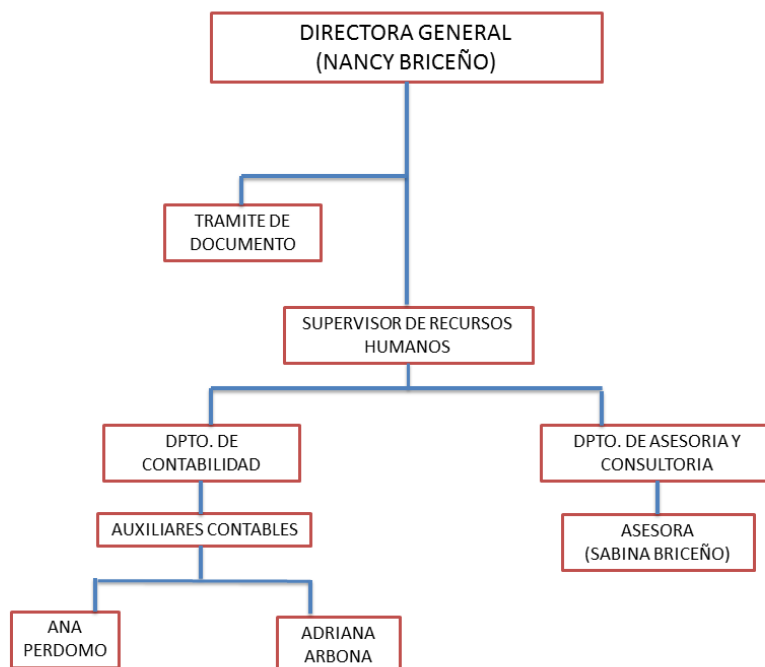 DIRECTORA GENERAL
(NANCY BRICEÑO)
TRAMITE DE
DOCUMENTO
SUPERVISOR DE RECURSOS
HUMANOS
DPTO. DE
CONTABILIDAD
DPTO. DE ASESORIA Y
CONSULTORIA
AUXILIARES CONTABLES
ASESORA
(SABINA BRICEÑO)
ANA
PERDOMO
ADRIANA
ARBONA